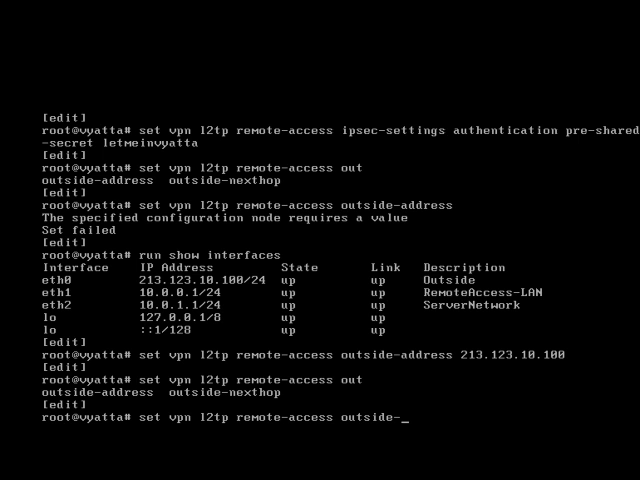 [edit]
root@vyatta# set vpn l2tp remote-access ipsec-settings authentication pre-shared
-secret letmeinvyatta
[edit]
root@vyatta# set vpn l2tp remote-access out
outside-address  outside-nexthop
[edit]
root@vyatta# set vpn l2tp remote-access outside-address
The specified configuration node requires a value
Set failed
[edit]
root@vyatta# run show interfaces
Interface    IP Address         State       Link   Description
eth0         213.123.10.100/24  up          up     Outside
eth1         10.0.0.1/24        up          up     RemoteAccess-LAN
eth2         10.0.1.1/24        up          up     ServerNetwork
lo           127.0.0.1/8        up          up
lo           ::1/128            up          up
[edit]
root@vyatta# set vpn l2tp remote-access outside-address 213.123.10.100
[edit]
root@vyatta# set vpn l2tp remote-access out
outside-address  outside-nexthop
[edit]
root@vyatta# set vpn l2tp remote-access outside-_